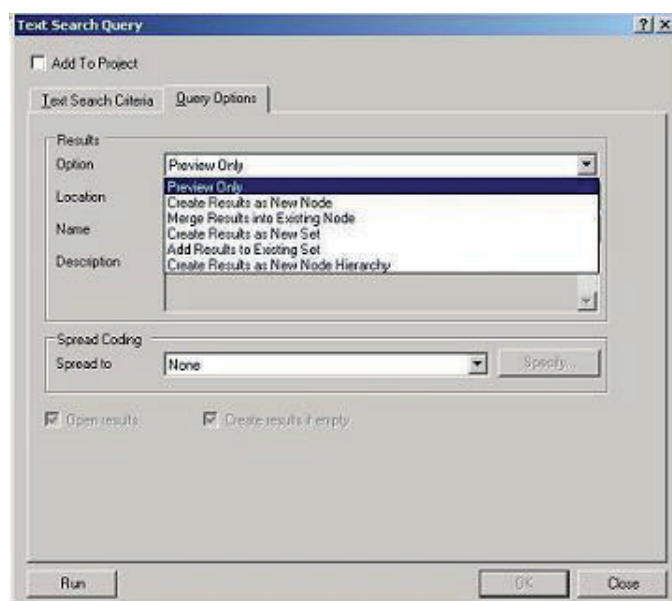 Text Search Query
Add To Project
Text Search Criteria Query Options
Results
Option Preview Only
Preview Only
Location
Create Results as New Node
Merge Results into Existing Node
Name
Create Results as New Set
Add Results to Existing Set
Description
Create Results as New Node Hierarchy
Spread Coding
Spread to None Specify...
Open results Create results if empty
Run OK Close